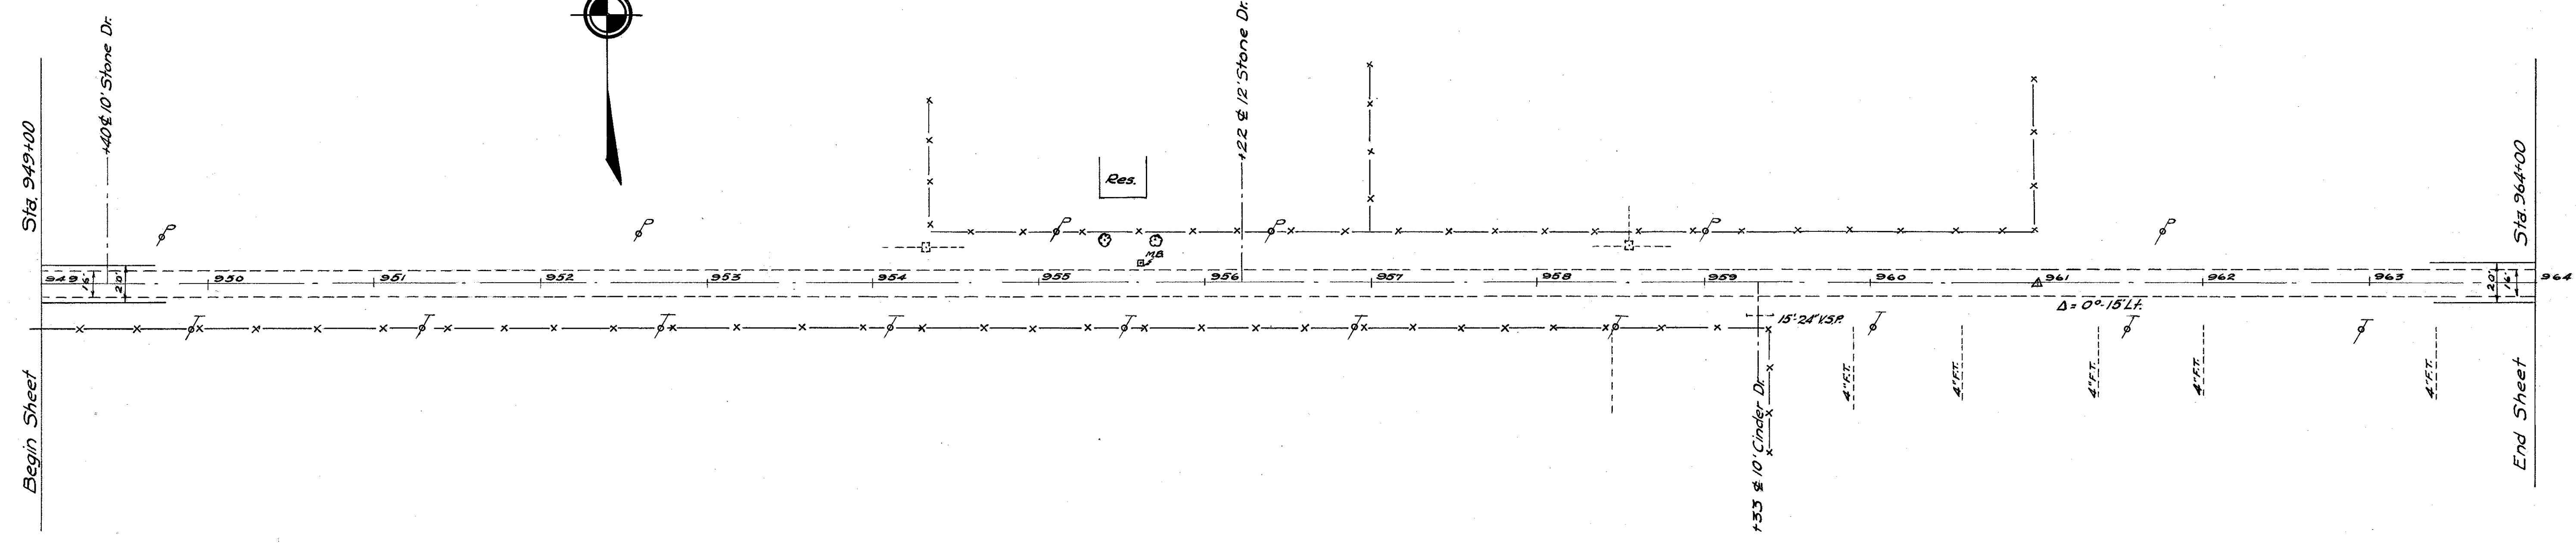 Sta. 949+00
Begin Sheet
+40 ℄ 10' Stone Dr.
+22 ℄ 12' Stone Dr.
Res.
M.B.
P
P
P
P
P
P
949
950
951
952
953
954
955
956
957
958
959
960
961
962
963
964
16'
20'
20'
16'
Δ = 0°-15' Lt.
15'-24" V.S.P.
T
T
T
T
T
T
T
T
T
T
+33 ℄ 10' Cinder Dr.
4" F.T.
4" F.T.
4" F.T.
4" F.T.
4" F.T.
Sta. 964+00
End Sheet